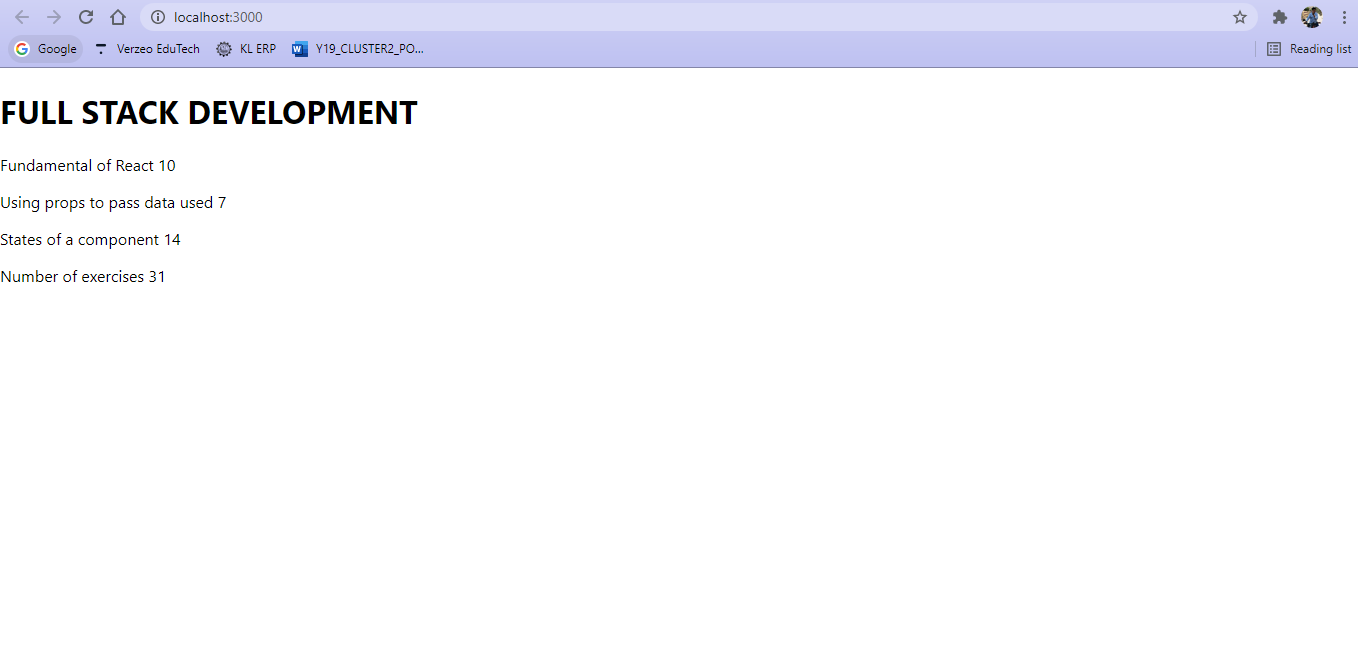 localhost:3000
Google Verzeo EduTech KL ERP Y19_CLUSTER2_PO... Reading list
FULL STACK DEVELOPMENT
Fundamental of React 10
Using props to pass data used 7
States of a component 14
Number of exercises 31